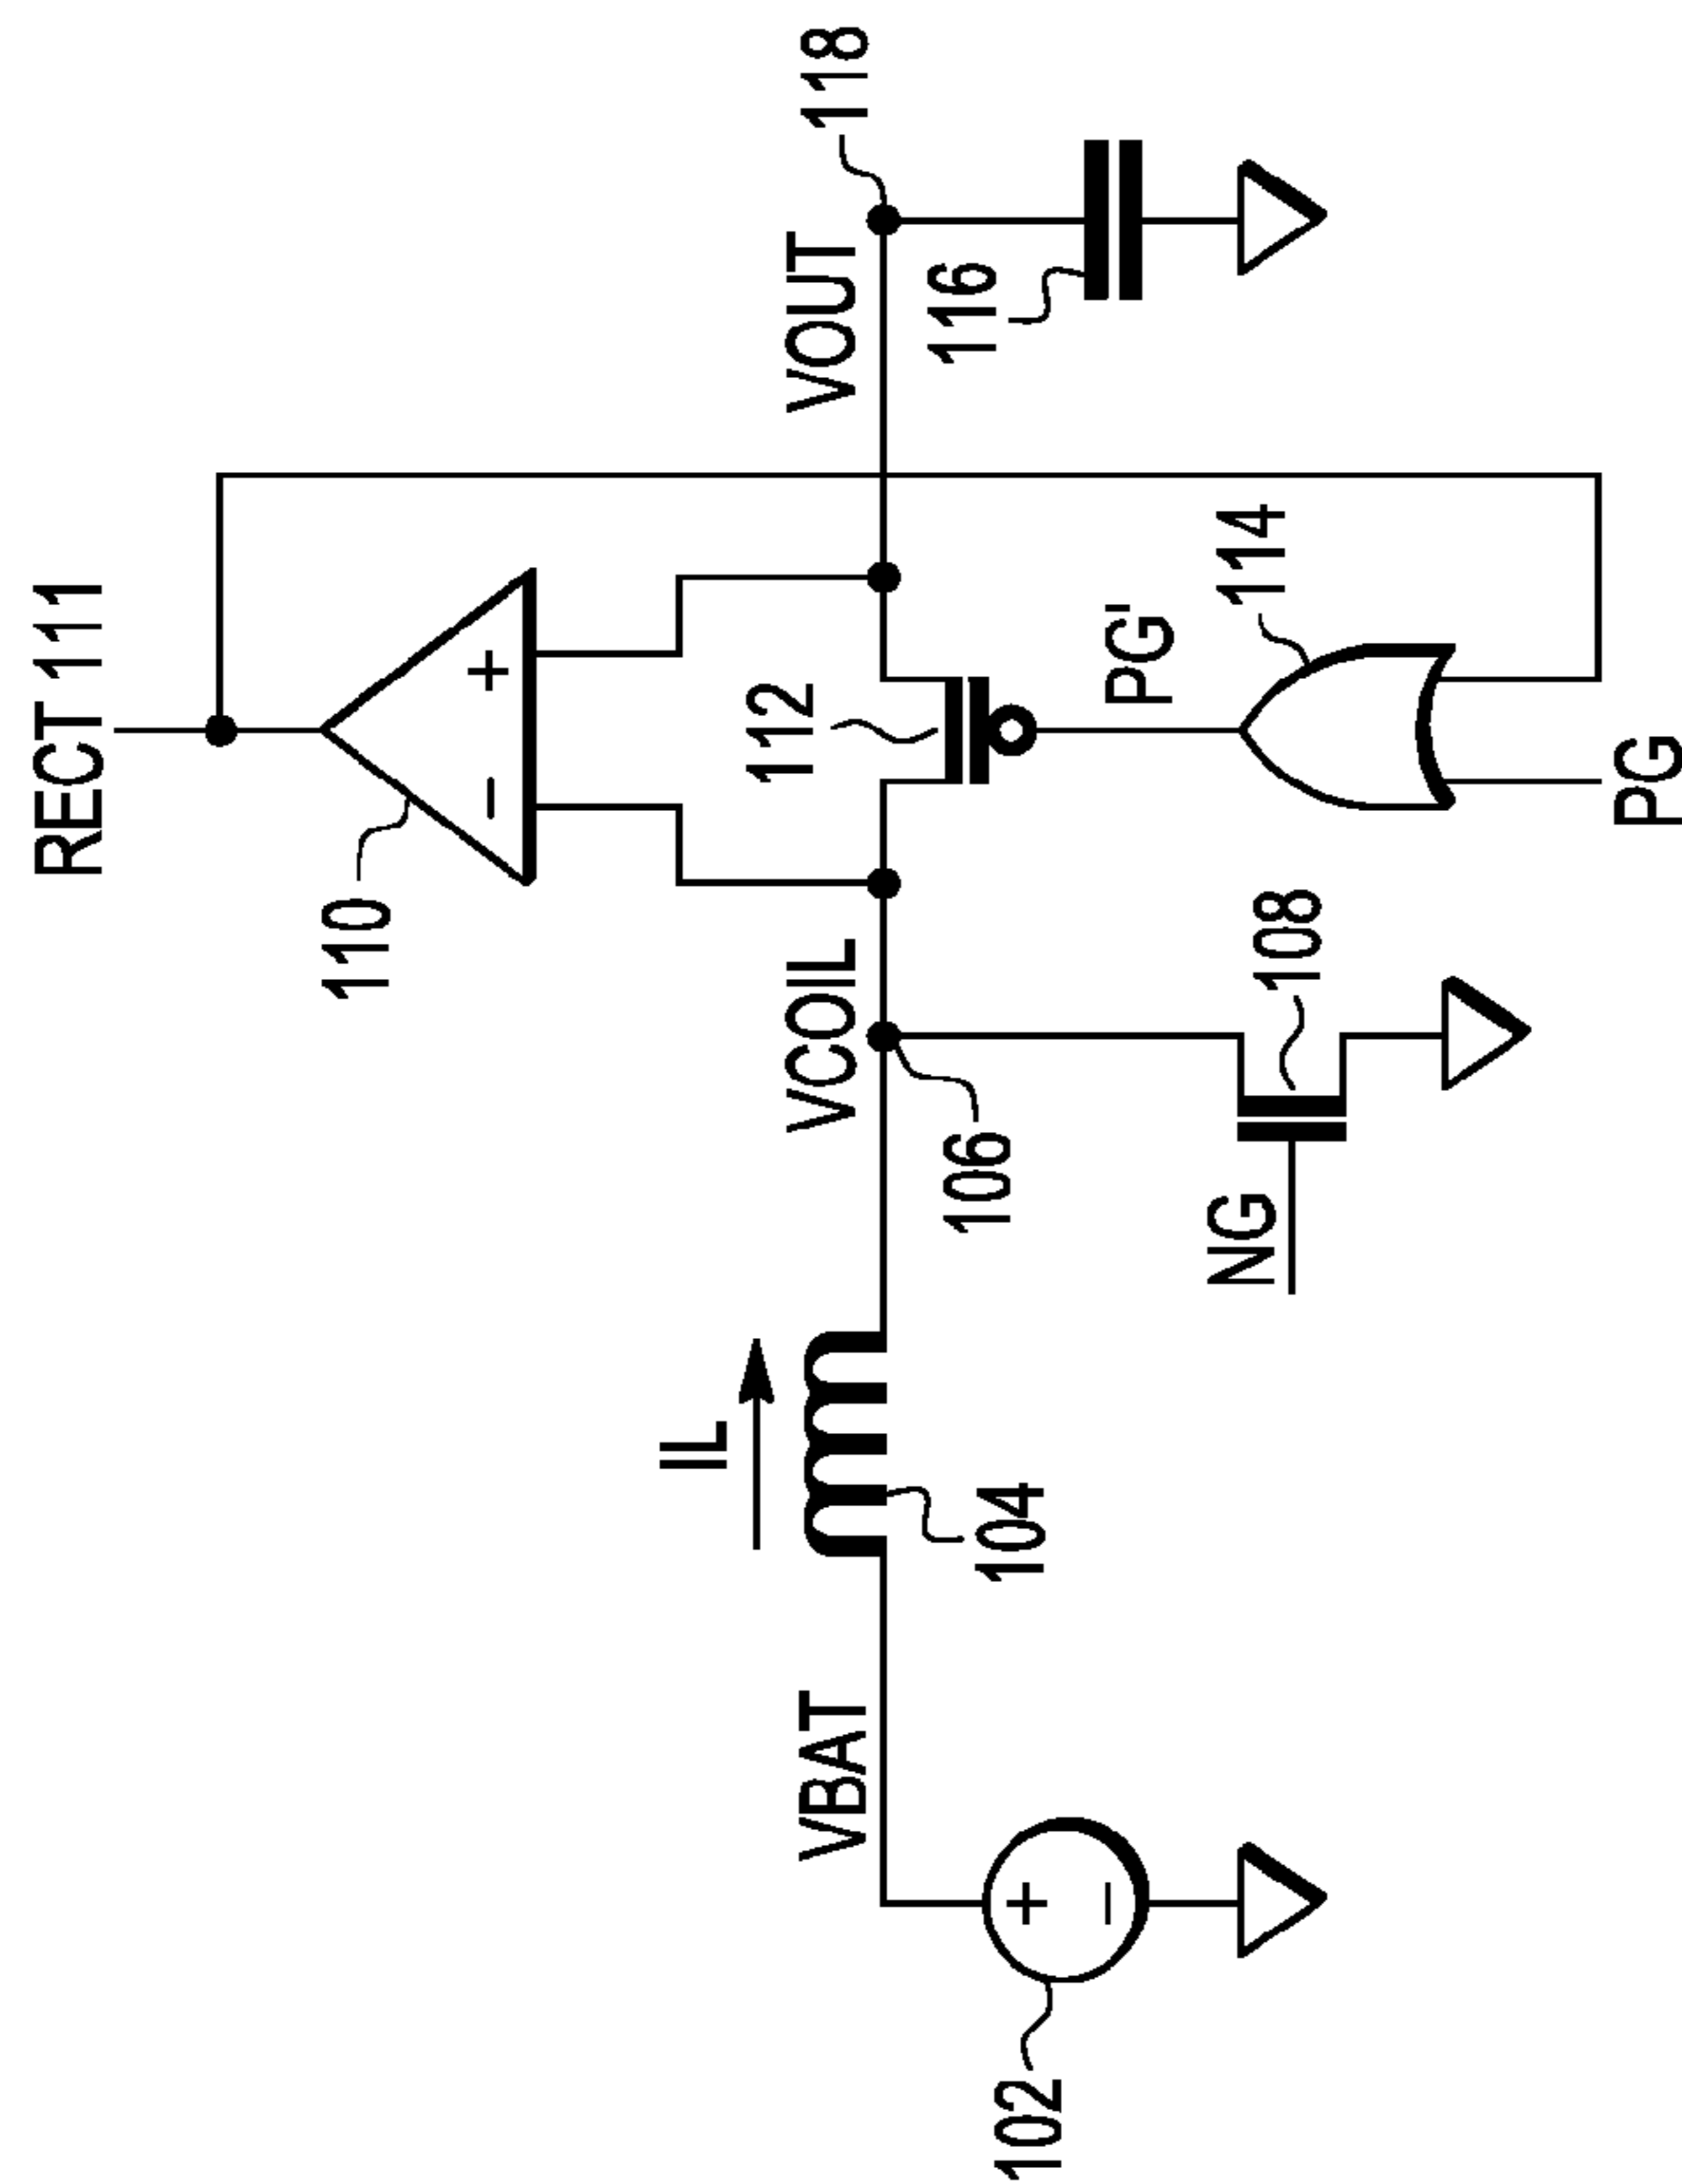 RECT 111
110
+
-
VBAT
IL
VCOIL
112
VOUT
118
102
+
-
104
106
116
NG
108
PG'
114
PG